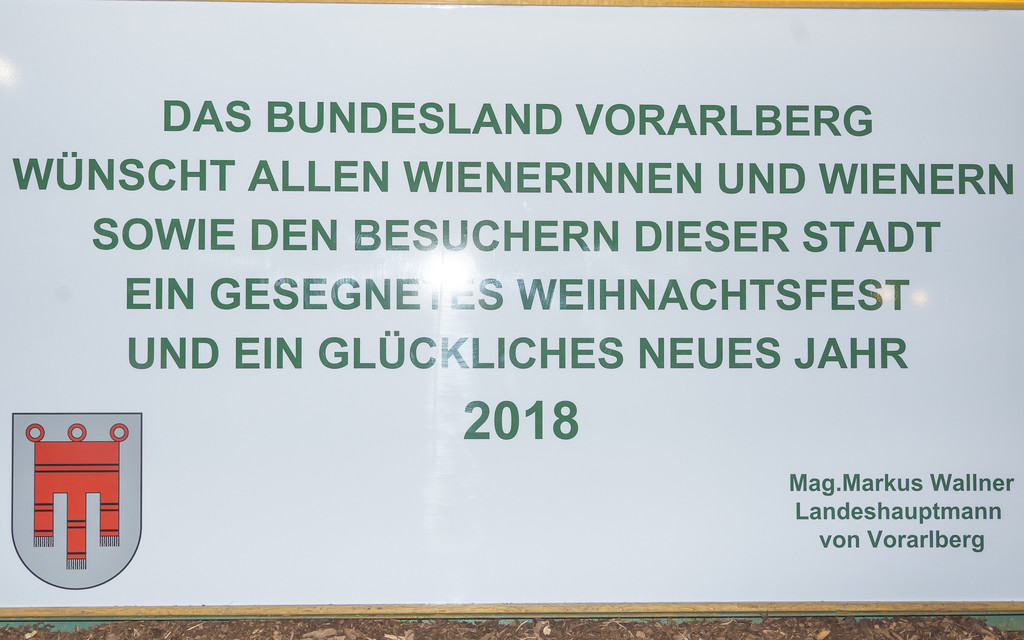 DAS BUNDESLAND VORARLBERG
WÜNSCHT ALLEN WIENERINNEN UND WIENERN
SOWIE DEN BESUCHERN DIESER STADT
EIN GESEGNETES WEIHNACHTSFEST
UND EIN GLÜCKLICHES NEUES JAHR
2018
Mag.Markus Wallner
Landeshauptmann
von Vorarlberg